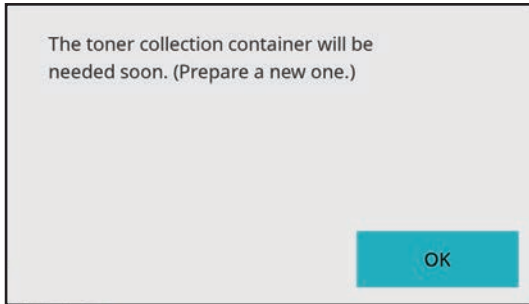 The toner collection container will be
needed soon. (Prepare a new one.)
OK